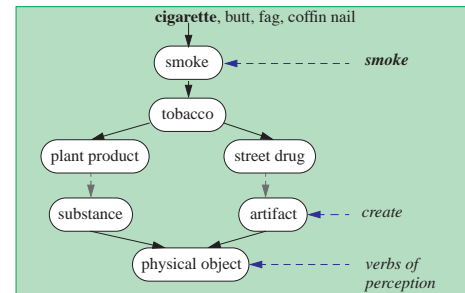 cigarette, butt, fag, coffin nail
smoke
smoke
tobacco
plant product
street drug
substance
artifact
create
physical object
verbs of
perception